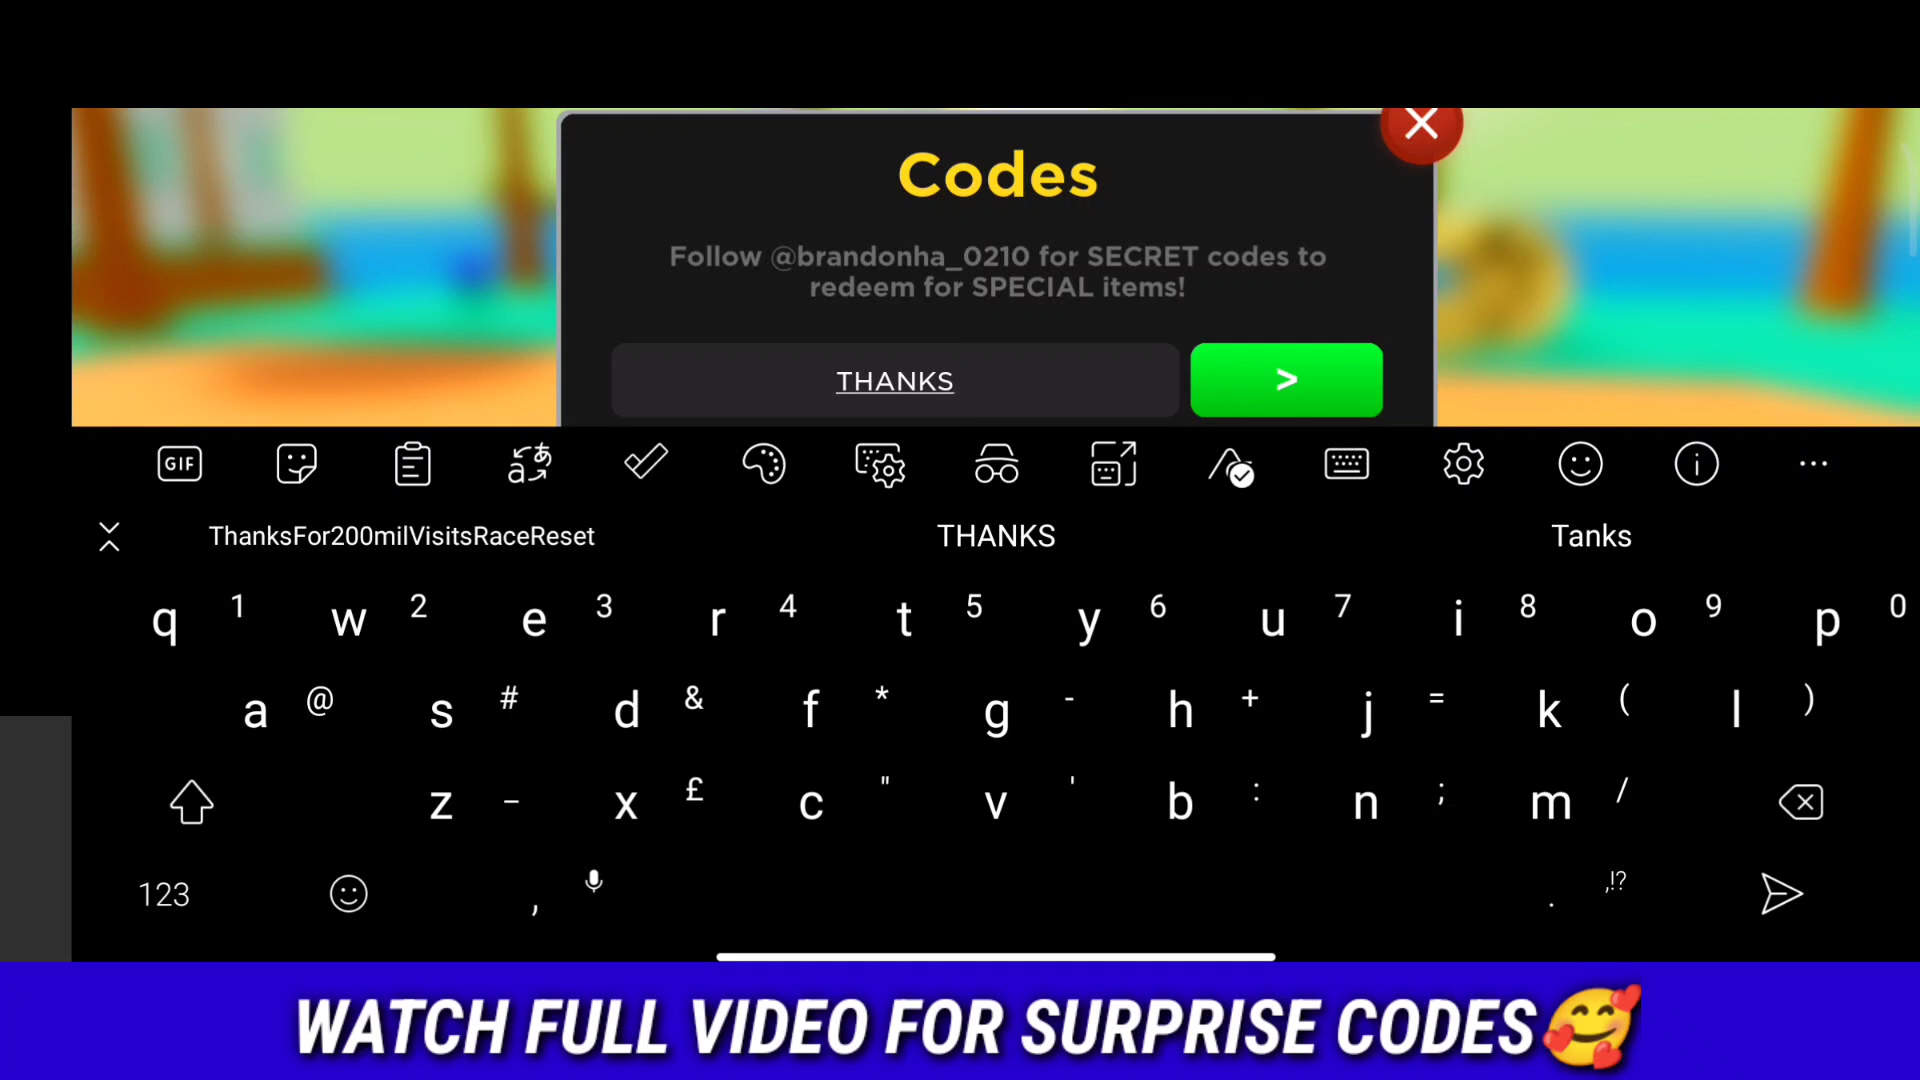 Codes
Follow @brandonha_0210 for SECRET codes to
redeem for SPECIAL items!
THANKS >
GIF
ThanksFor200milVisitsRaceReset THANKS Tanks
q 1 w 2 e 3 r 4 t 5 y 6 u 7 i 8 o 9 p 0
a @ s # d & f * g - h + j = k ( l )
z _ x £ c " v ' b : n ; m /
123 , . ,!?
WATCH FULL VIDEO FOR SURPRISE CODES🥰